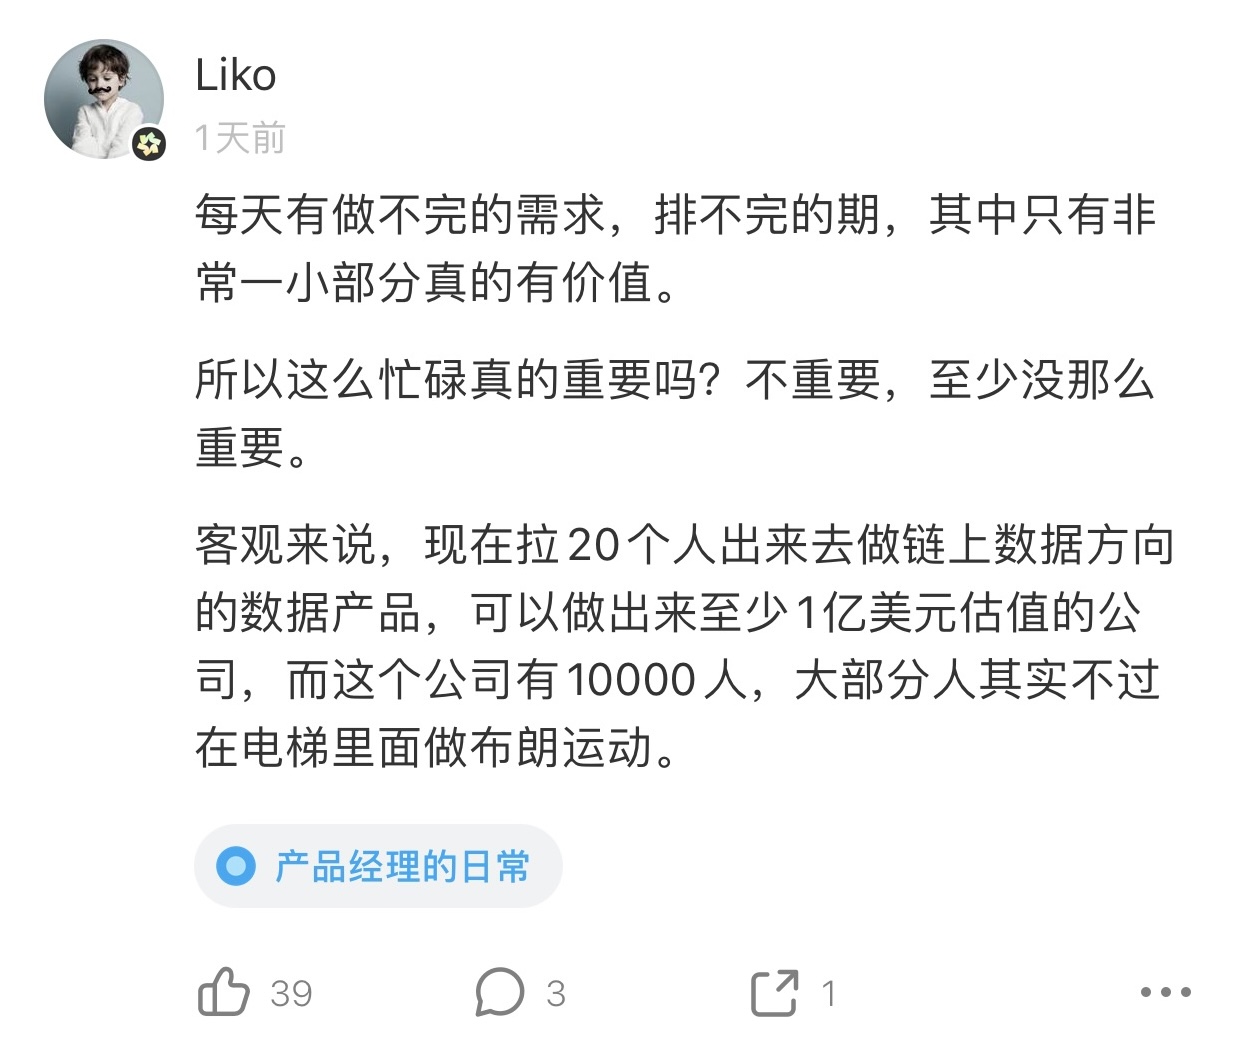 Liko
1天前
每天有做不完的需求，排不完的期，其中只有非
常一小部分真的有价值。
所以这么忙碌真的重要吗？不重要，至少没那么
重要。
客观来说，现在拉20个人出来去做链上数据方向
的数据产品，可以做出来至少1亿美元估值的公
司，而这个公司有10000人，大部分人其实不过
在电梯里面做布朗运动。
产品经理的日常
39 3 1